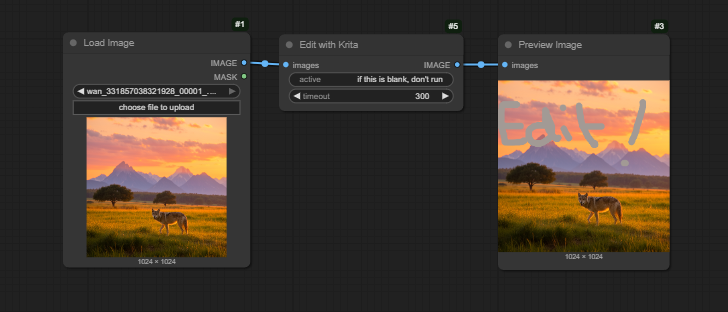 #1
Load Image
IMAGE
MASK
wan_331857038321928_00001_...
choose file to upload
1024 × 1024
#5
Edit with Krita
images
IMAGE
active
if this is blank, don't run
timeout
300
#3
Preview Image
images
Edit !
1024 × 1024